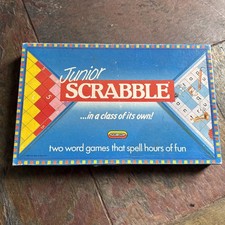 Junior
SCRABBLE
...in a class of its own!
two word games that spell hours of fun